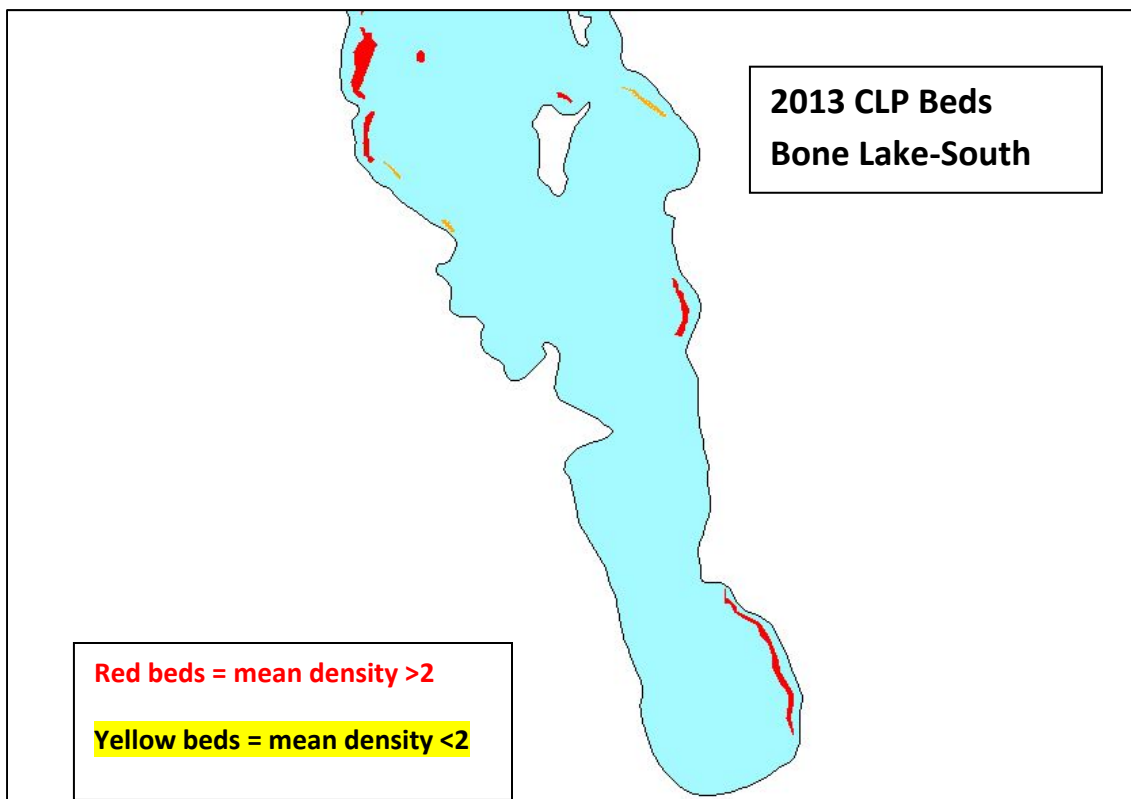 2013 CLP Beds
Bone Lake-South
Red beds = mean density >2
Yellow beds = mean density <2